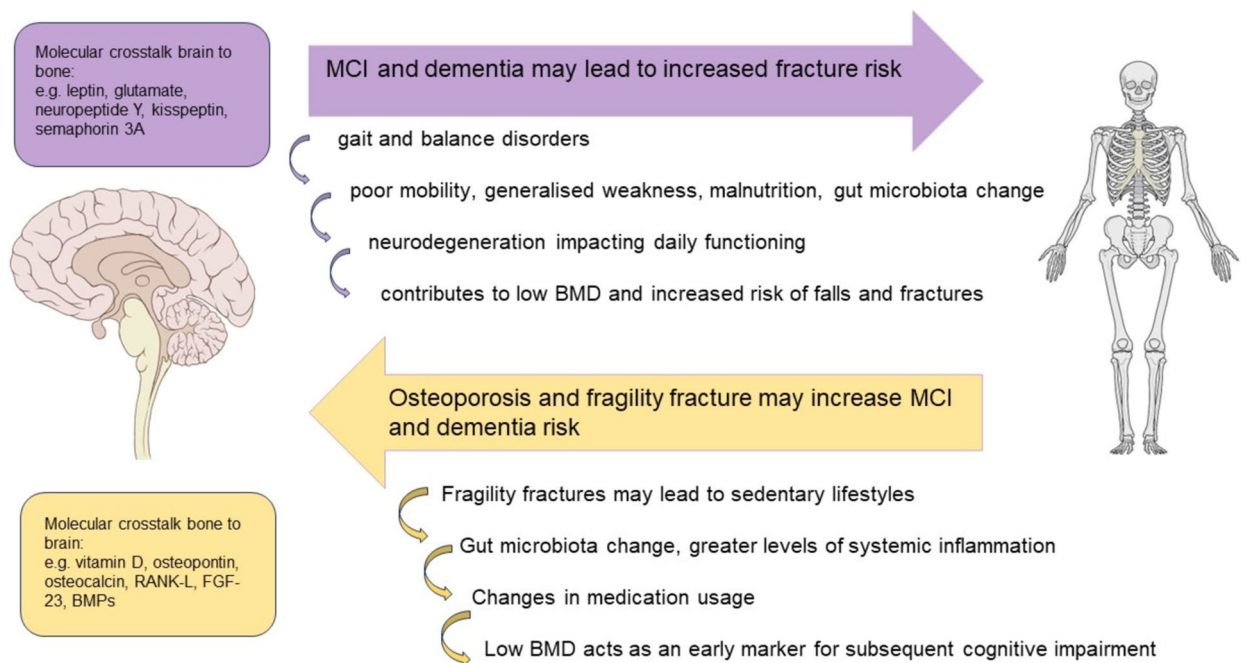 Molecular crosstalk brain to
bone:
e.g. leptin, glutamate,
neuropeptide Y, kisspeptin,
semaphorin 3A
MCI and dementia may lead to increased fracture risk
gait and balance disorders
poor mobility, generalised weakness, malnutrition, gut microbiota change
neurodegeneration impacting daily functioning
contributes to low BMD and increased risk of falls and fractures
Osteoporosis and fragility fracture may increase MCI
and dementia risk
Molecular crosstalk bone to
brain:
e.g. vitamin D, osteopontin,
osteocalcin, RANK-L, FGF-
23, BMPs
Fragility fractures may lead to sedentary lifestyles
Gut microbiota change, greater levels of systemic inflammation
Changes in medication usage
Low BMD acts as an early marker for subsequent cognitive impairment